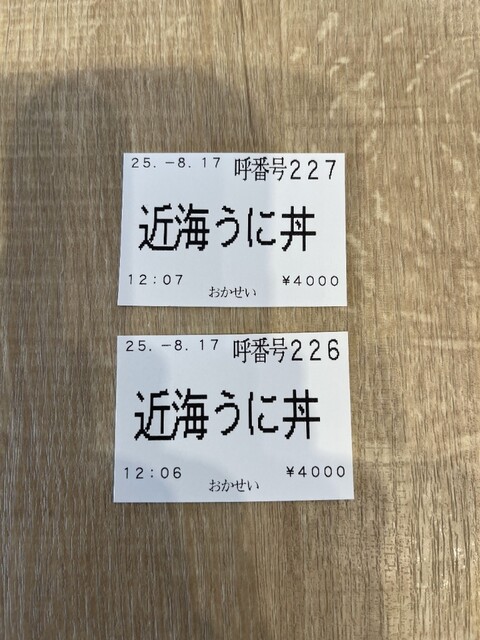 25.-8.17 呼番号227
近海うに丼
12:07 ¥4000
おかせい
25.-8.17 呼番号226
近海うに丼
12:06 ¥4000
おかせい